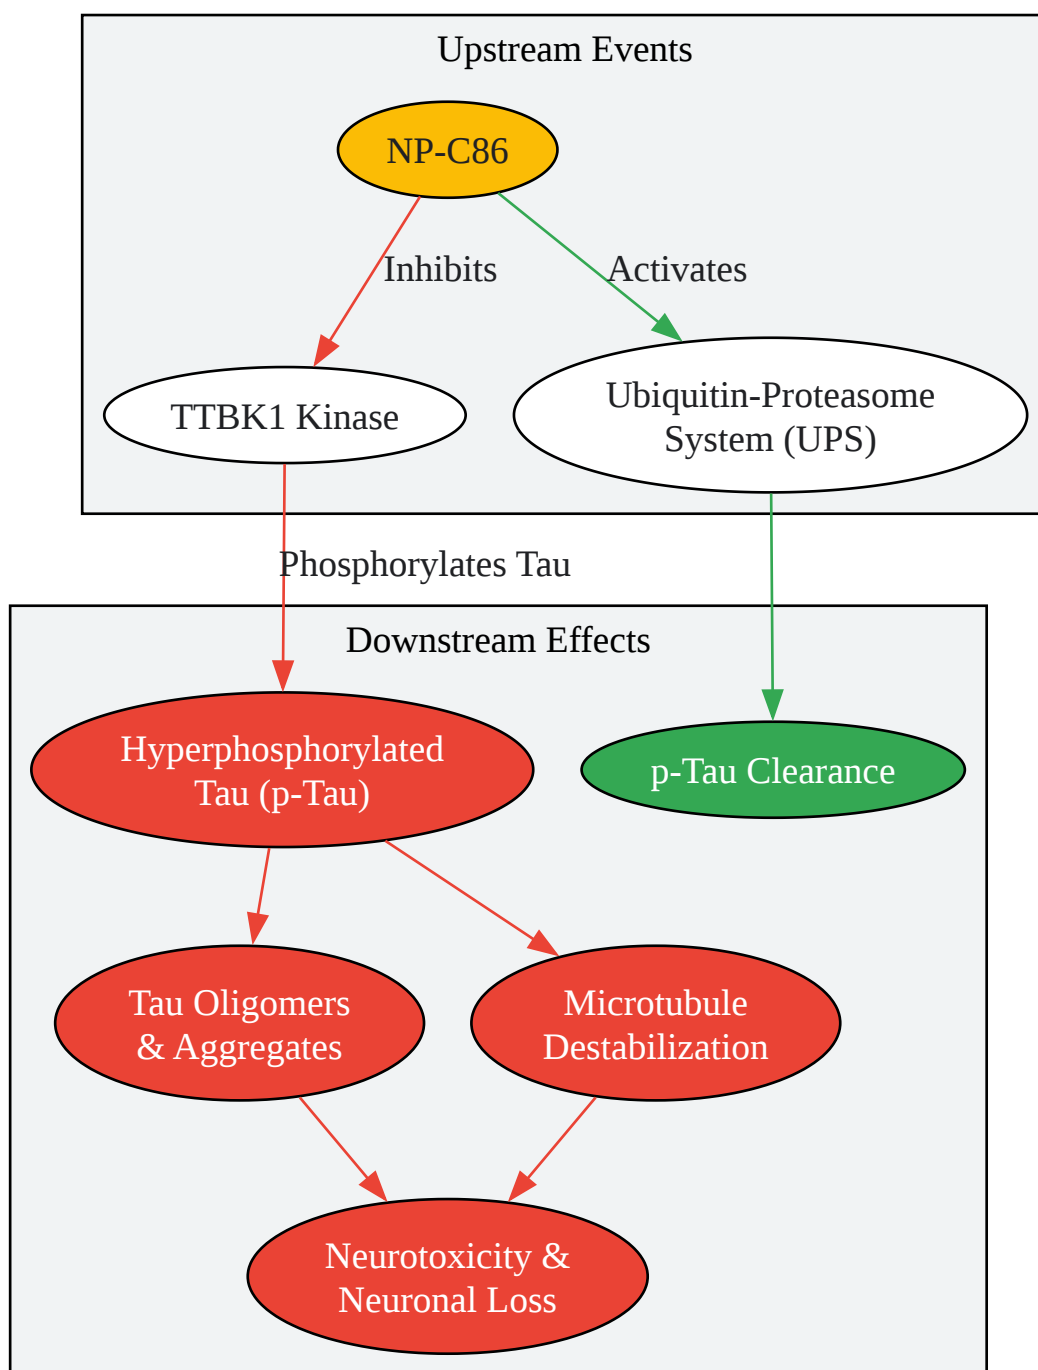 Upstream Events
NP-C86
Inhibits
Activates
TTBK1 Kinase
Ubiquitin-Proteasome
System (UPS)
Phosphorylates Tau
Downstream Effects
Hyperphosphorylated
Tau (p-Tau)
p-Tau Clearance
Tau Oligomers
& Aggregates
Microtubule
Destabilization
Neurotoxicity &
Neuronal Loss